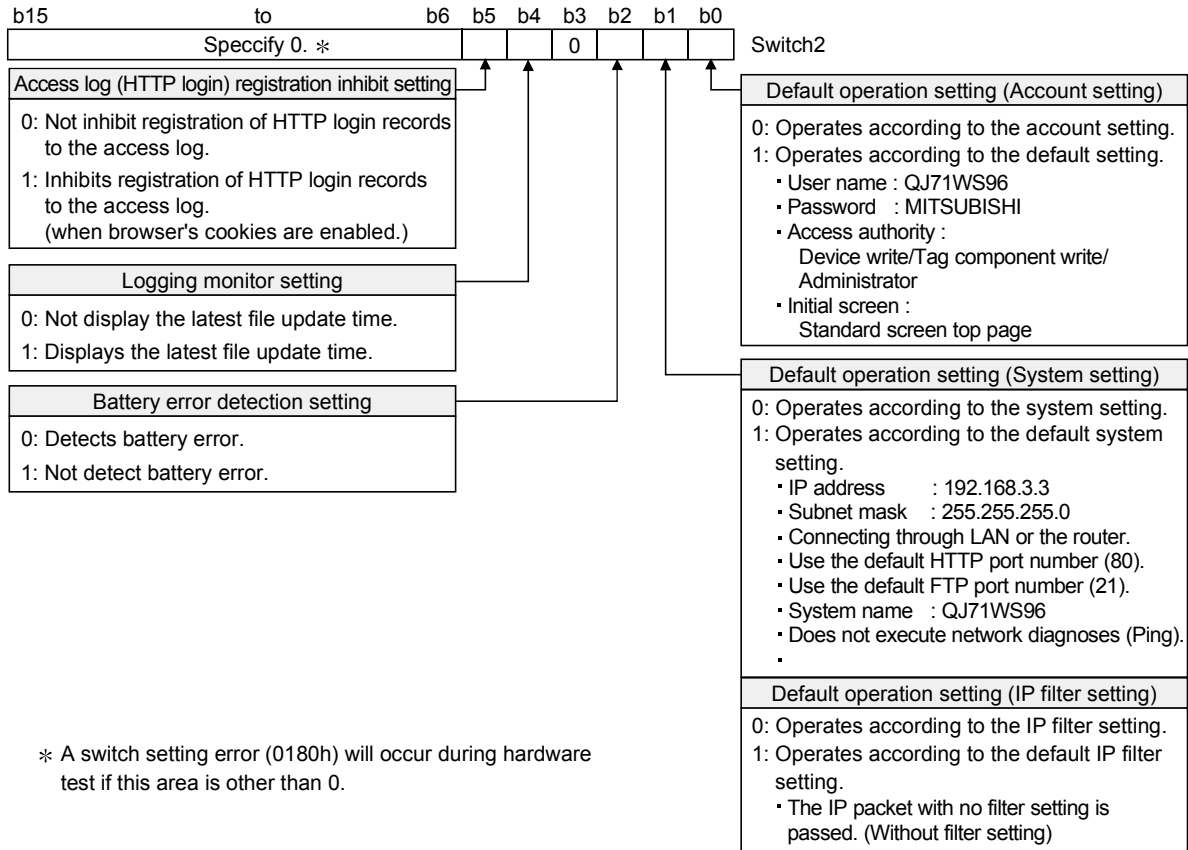 b15 to b6 b5 b4 b3 b2 b1 b0
Speccify 0. * 0 Switch2
Access log (HTTP login) registration inhibit setting
0: Not inhibit registration of HTTP login records
to the access log.
1: Inhibits registration of HTTP login records
to the access log.
(when browser's cookies are enabled.)
Logging monitor setting
0: Not display the latest file update time.
1: Displays the latest file update time.
Battery error detection setting
0: Detects battery error.
1: Not detect battery error.
Default operation setting (Account setting)
0: Operates according to the account setting.
1: Operates according to the default setting.
・User name : QJ71WS96
・Password : MITSUBISHI
・Access authority :
Device write/Tag component write/
Administrator
・Initial screen :
Standard screen top page
Default operation setting (System setting)
0: Operates according to the system setting.
1: Operates according to the default system
setting.
・IP address : 192.168.3.3
・Subnet mask : 255.255.255.0
・Connecting through LAN or the router.
・Use the default HTTP port number (80).
・Use the default FTP port number (21).
・System name : QJ71WS96
・Does not execute network diagnoses (Ping).
・
Default operation setting (IP filter setting)
0: Operates according to the IP filter setting.
1: Operates according to the default IP filter
setting.
・The IP packet with no filter setting is
passed. (Without filter setting)
* A switch setting error (0180h) will occur during hardware
test if this area is other than 0.